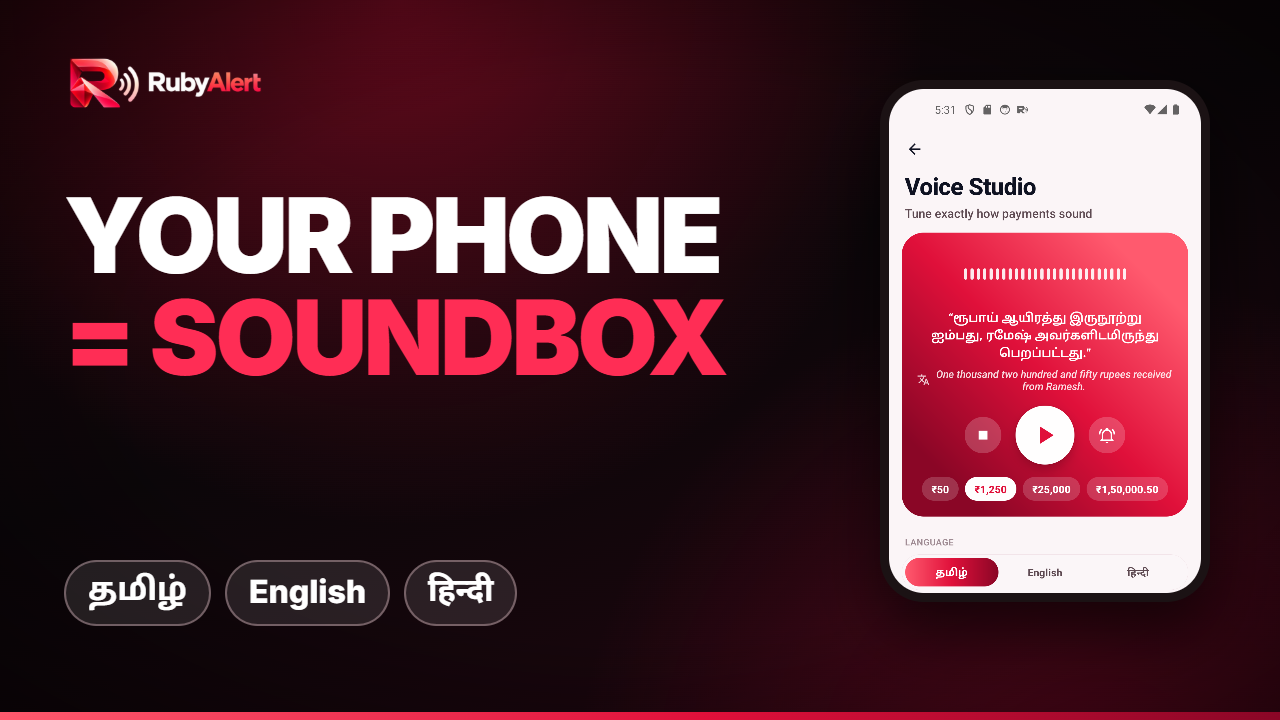 RubyAlert
YOUR PHONE
= SOUNDBOX
தமிழ்
English
हिन्दी
5:31
Voice Studio
Tune exactly how payments sound
“ரூபாய் ஆயிரத்து இருநூற்று
ஐம்பது, ரமேஷ் அவர்களிடமிருந்து
பெறப்பட்டது.”
One thousand two hundred and fifty rupees received
from Ramesh.
₹50
₹1,250
₹25,000
₹1,50,000.50
LANGUAGE
தமிழ்
English
हिन्दी